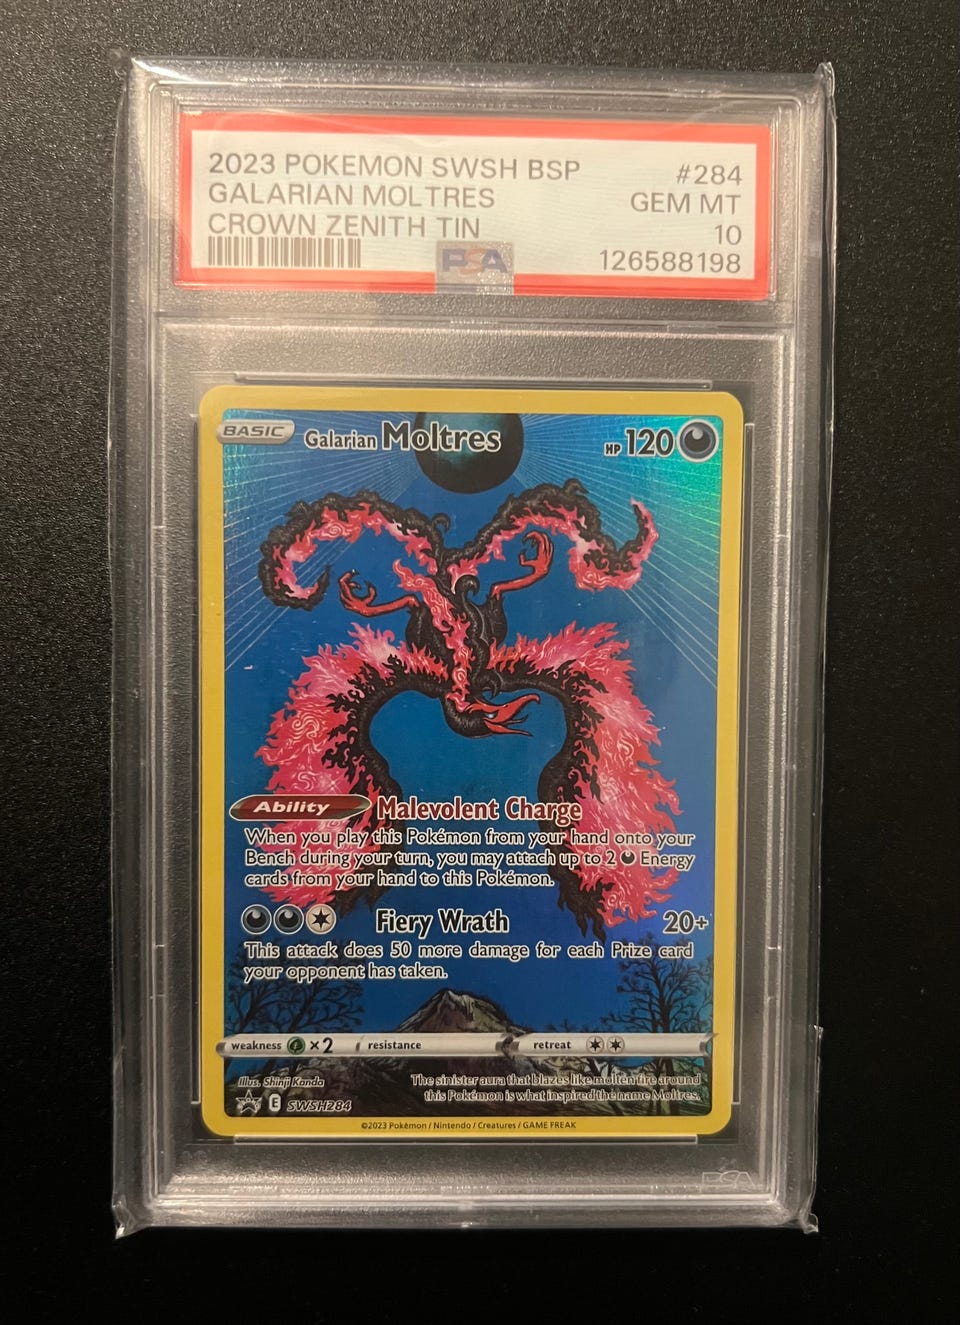 2023 POKEMON SWSH BSP #284
GALARIAN MOLTRES GEM MT
CROWN ZENITH TIN 10
PSA 126588198
BASIC Galarian Moltres HP 120
Ability Malevolent Charge
When you play this Pokémon from your hand onto your
Bench during your turn, you may attach up to 2 Energy
cards from your hand to this Pokémon.
Fiery Wrath 20+
This attack does 50 more damage for each Prize card
your opponent has taken.
weakness ×2 resistance retreat
Illus. Shinji Kanda
The sinister aura that blazes like molten fire around
this Pokémon is what inspired the name Moltres.
E SWSH284
©2023 Pokémon / Nintendo / Creatures / GAME FREAK
PSA